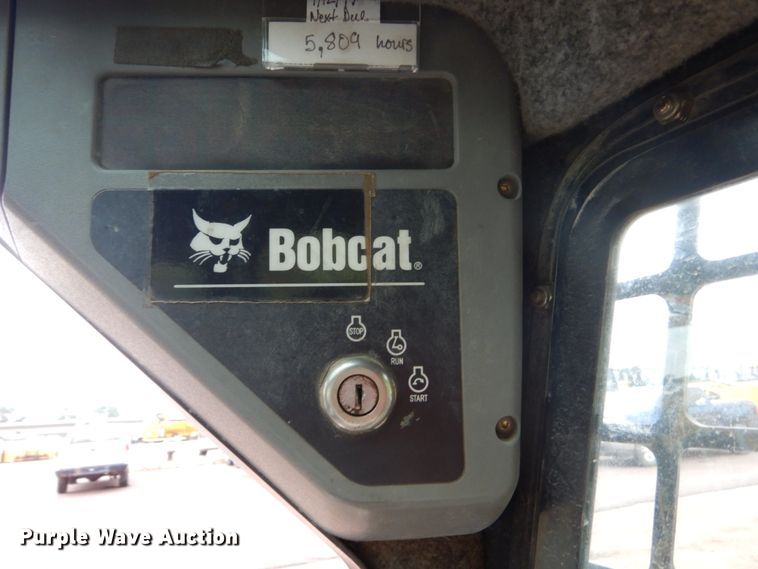 Next Due
5,809 hours
Bobcat®
STOP
RUN
START
Purple Wave Auction